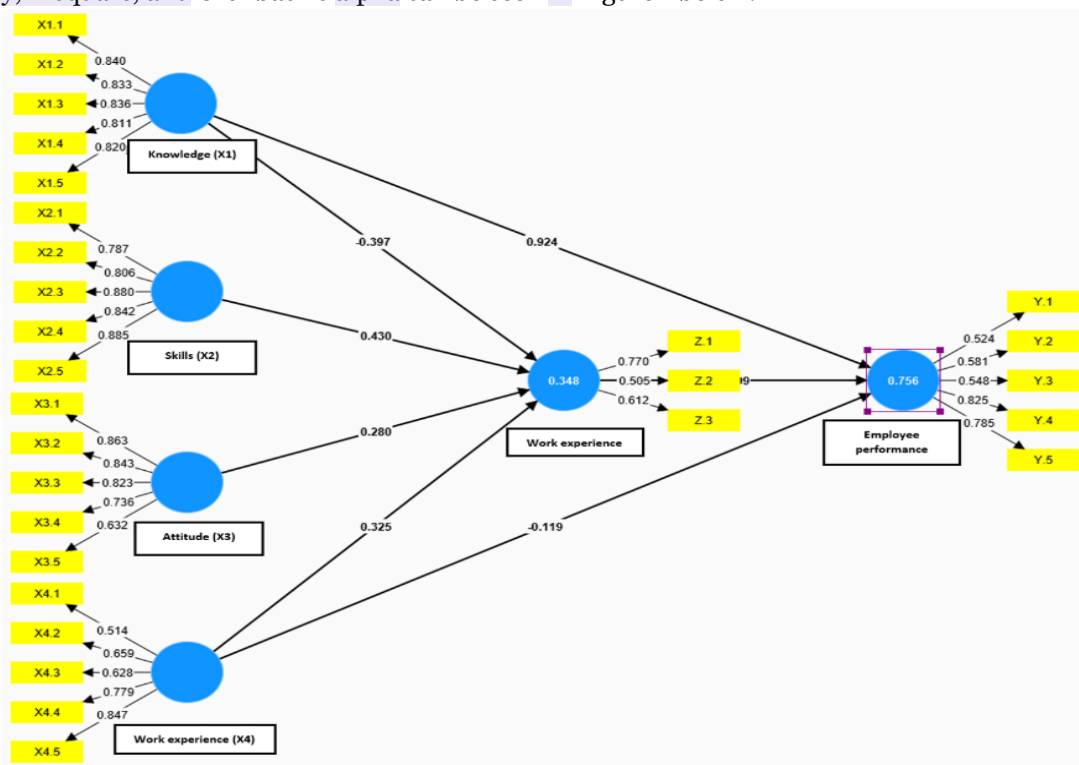 X1.1
0.840
X1.2
0.833
X1.3
0.836
X1.4
0.811
0.820
X1.5
Knowledge (X1)
X2.1
0.787
X2.2
0.806
X2.3
0.880
X2.4
0.842
0.885
X2.5
Skills (X2)
X3.1
0.863
X3.2
0.843
X3.3
0.823
X3.4
0.736
0.632
X3.5
Attitude (X3)
X4.1
0.514
X4.2
0.659
X4.3
0.628
X4.4
0.779
0.847
X4.5
Work experience (X4)
-0.397
0.924
0.430
0.280
0.325
-0.119
0.348
Work experience
0.770
Z.1
0.505
Z.2
0.612
Z.3
0.756
Employee
performance
0.524
Y.1
0.581
Y.2
0.548
Y.3
0.825
Y.4
0.785
Y.5